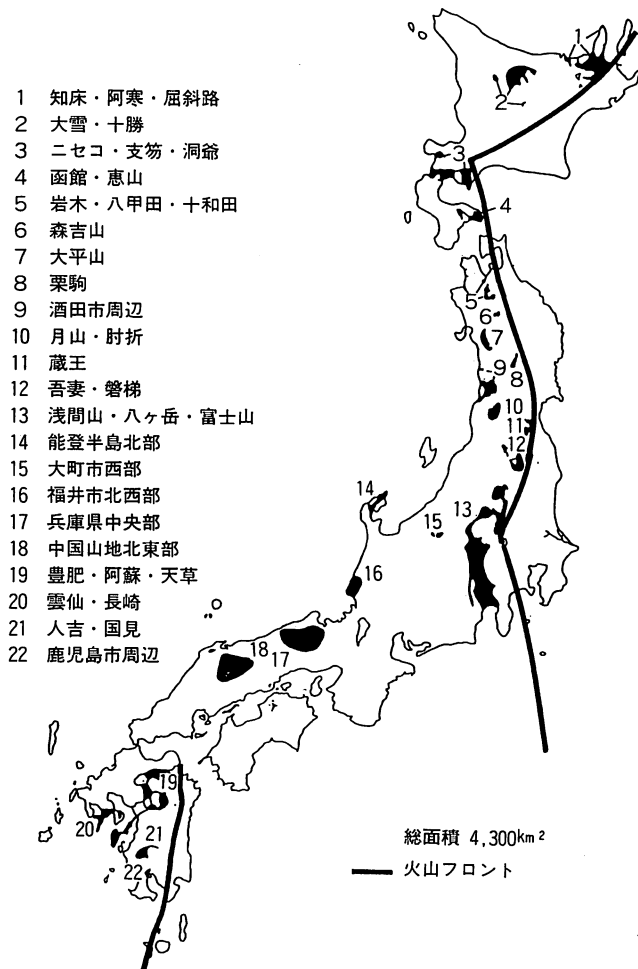 1 知床・阿寒・屈斜路
2 大雪・十勝
3 ニセコ・支笏・洞爺
4 函館・恵山
5 岩木・八甲田・十和田
6 森吉山
7 大平山
8 栗駒
9 酒田市周辺
10 月山・肘折
11 蔵王
12 吾妻・磐梯
13 浅間山・八ヶ岳・富士山
14 能登半島北部
15 大町市西部
16 福井市北西部
17 兵庫県中央部
18 中国山地北東部
19 豊肥・阿蘇・天草
20 雲仙・長崎
21 人吉・国見
22 鹿児島市周辺
1
2
3
4
5
6
7
8
9
10
11
12
13
14
15
16
18
17
19
20
21
22
総面積 4,300km²
火山フロント